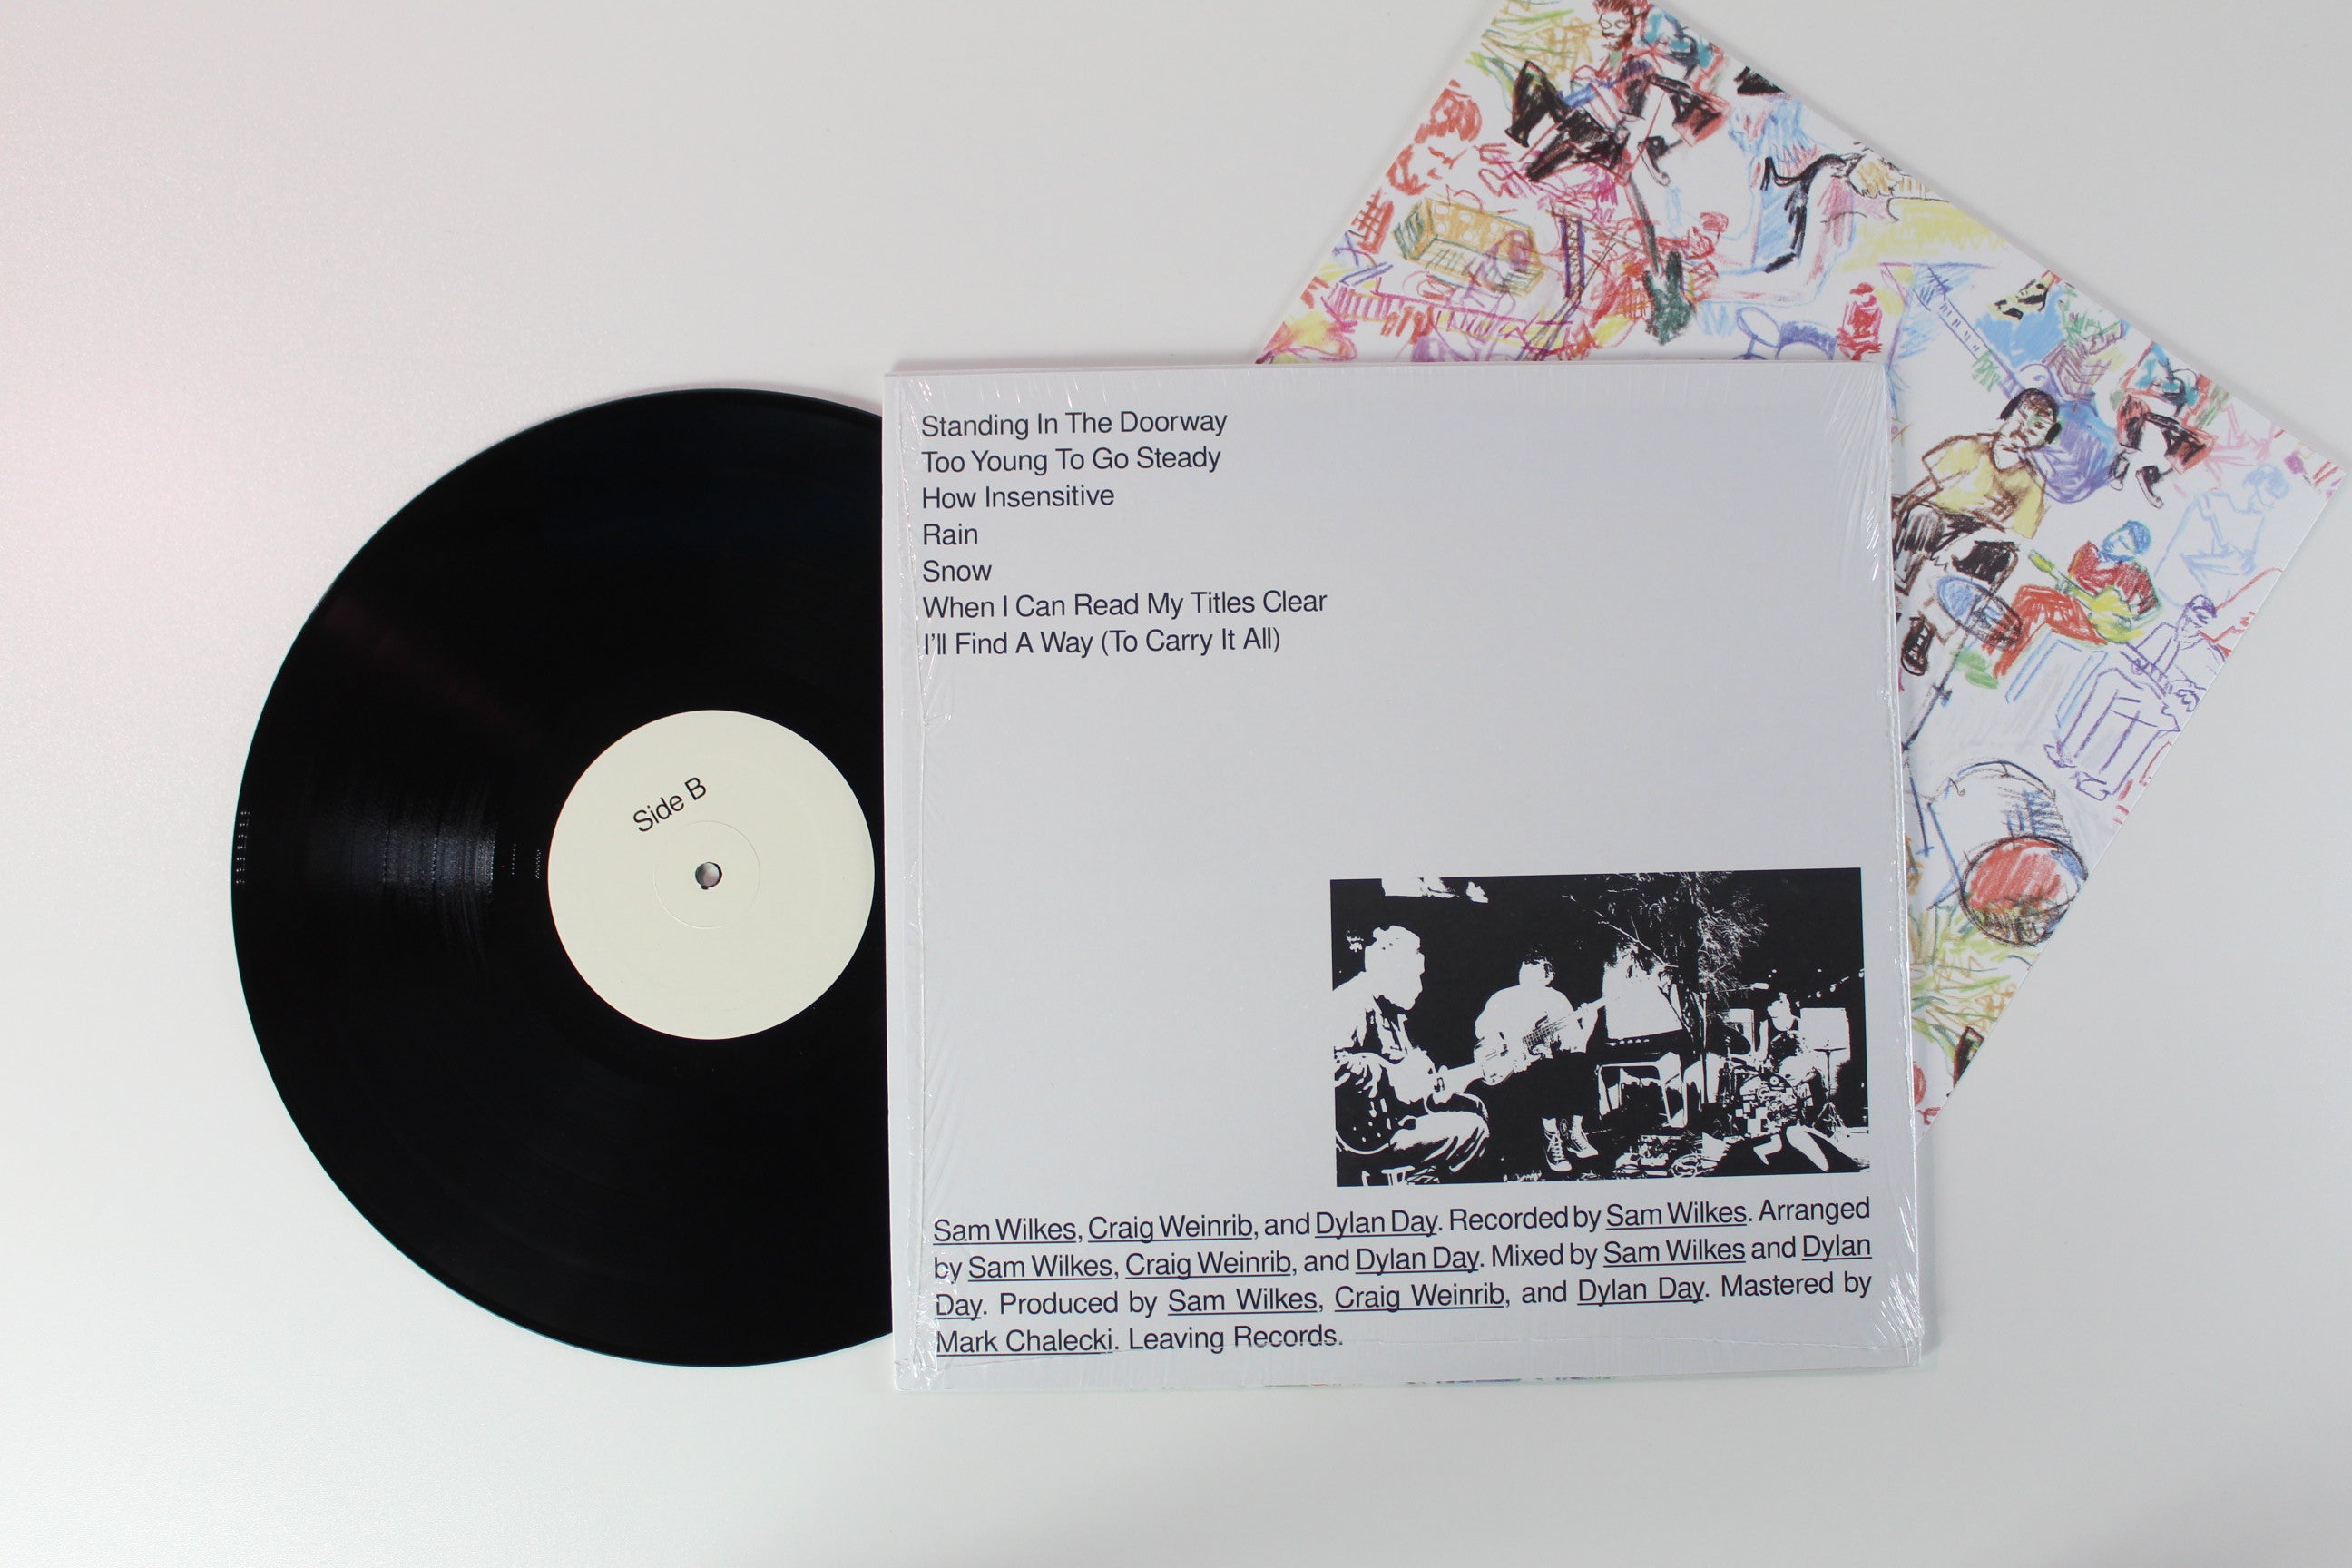 Side B
Standing In The Doorway
Too Young To Go Steady
How Insensitive
Rain
Snow
When I Can Read My Titles Clear
I'll Find A Way (To Carry It All)
Sam Wilkes, Craig Weinrib, and Dylan Day. Recorded by Sam Wilkes. Arranged
by Sam Wilkes, Craig Weinrib, and Dylan Day. Mixed by Sam Wilkes and Dylan
Day. Produced by Sam Wilkes, Craig Weinrib, and Dylan Day. Mastered by
Mark Chalecki. Leaving Records.